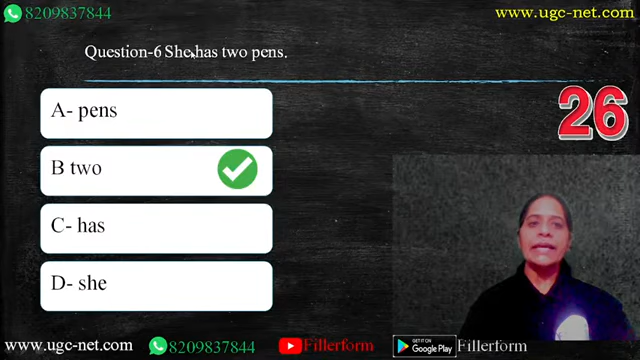 8209837844
www.ugc-net.com
Question-6 She has two pens.
26
A- pens
B two
C- has
D- she
www.ugc-net.com
8209837844
Fillerform
GET IT ON
Google Play
Fillerform